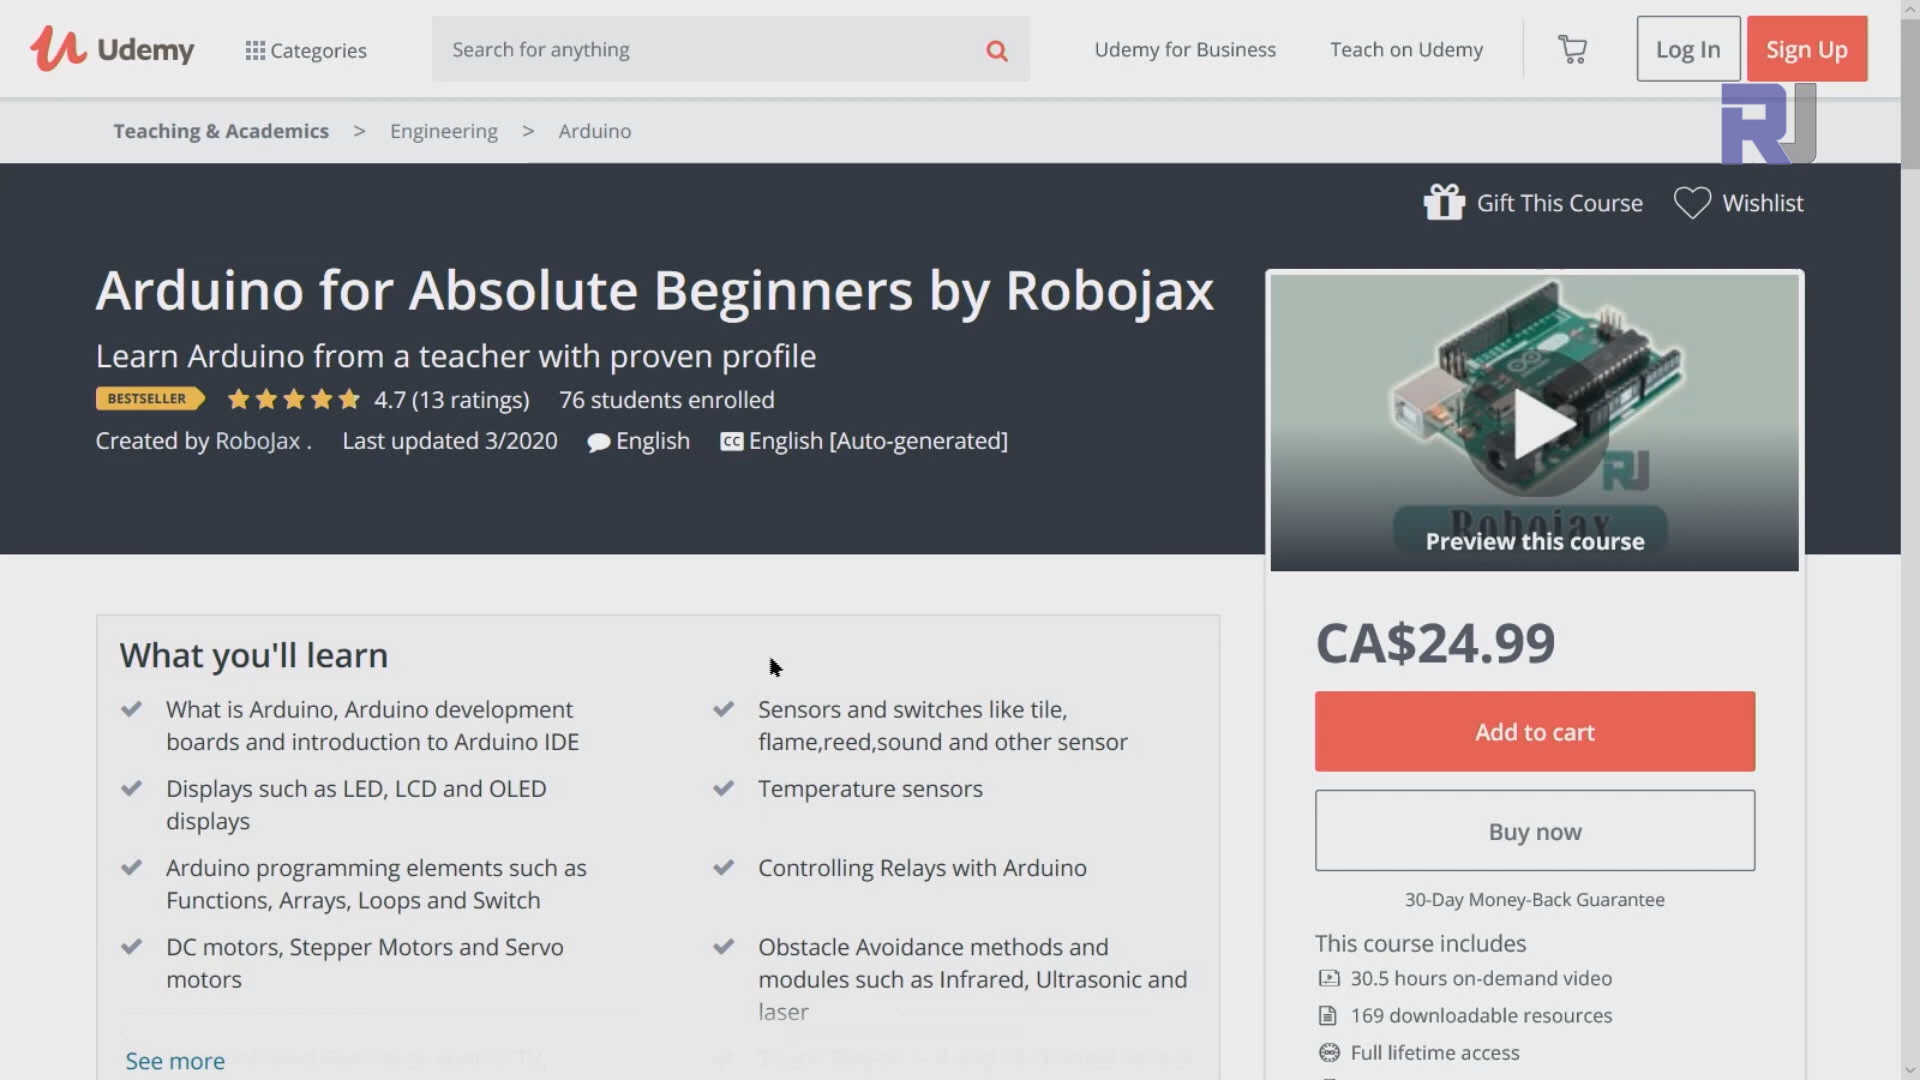 Udemy
Categories
Search for anything
Udemy for Business
Teach on Udemy
Log In
Sign Up
Teaching & Academics > Engineering > Arduino
RJ
Gift This Course
Wishlist
Arduino for Absolute Beginners by Robojax
Learn Arduino from a teacher with proven profile
BESTSELLER 4.7 (13 ratings) 76 students enrolled
Created by RoboJax . Last updated 3/2020 English CC English [Auto-generated]
RJ
Robojax
Preview this course
What you'll learn
What is Arduino, Arduino development
boards and introduction to Arduino IDE
Displays such as LED, LCD and OLED
displays
Arduino programming elements such as
Functions, Arrays, Loops and Switch
DC motors, Stepper Motors and Servo
motors
Sensors and switches like tile,
flame,reed,sound and other sensor
Temperature sensors
Controlling Relays with Arduino
Obstacle Avoidance methods and
modules such as Infrared, Ultrasonic and
laser
See more
CA$24.99
Add to cart
Buy now
30-Day Money-Back Guarantee
This course includes
30.5 hours on-demand video
169 downloadable resources
Full lifetime access